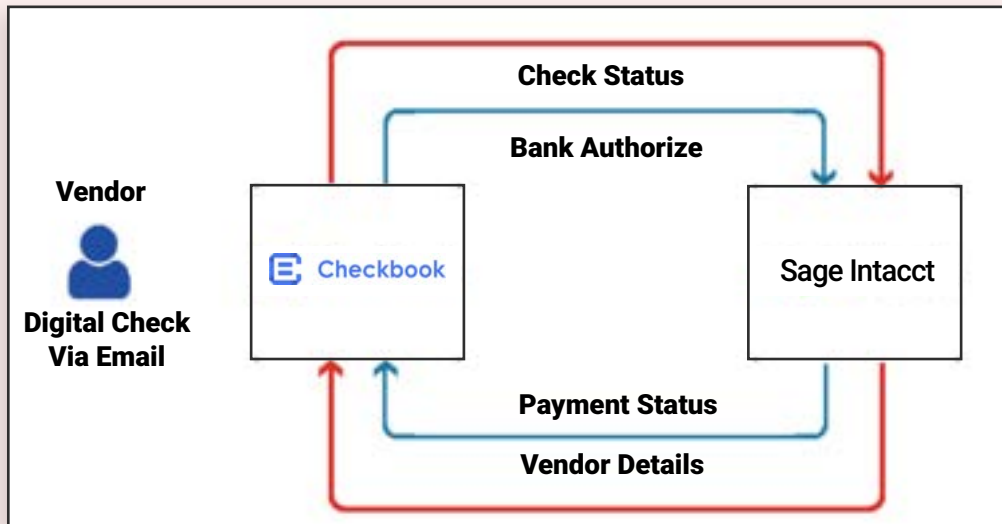 Check Status
Bank Authorize
Vendor
Checkbook
Sage Intacct
Digital Check
Via Email
Payment Status
Vendor Details